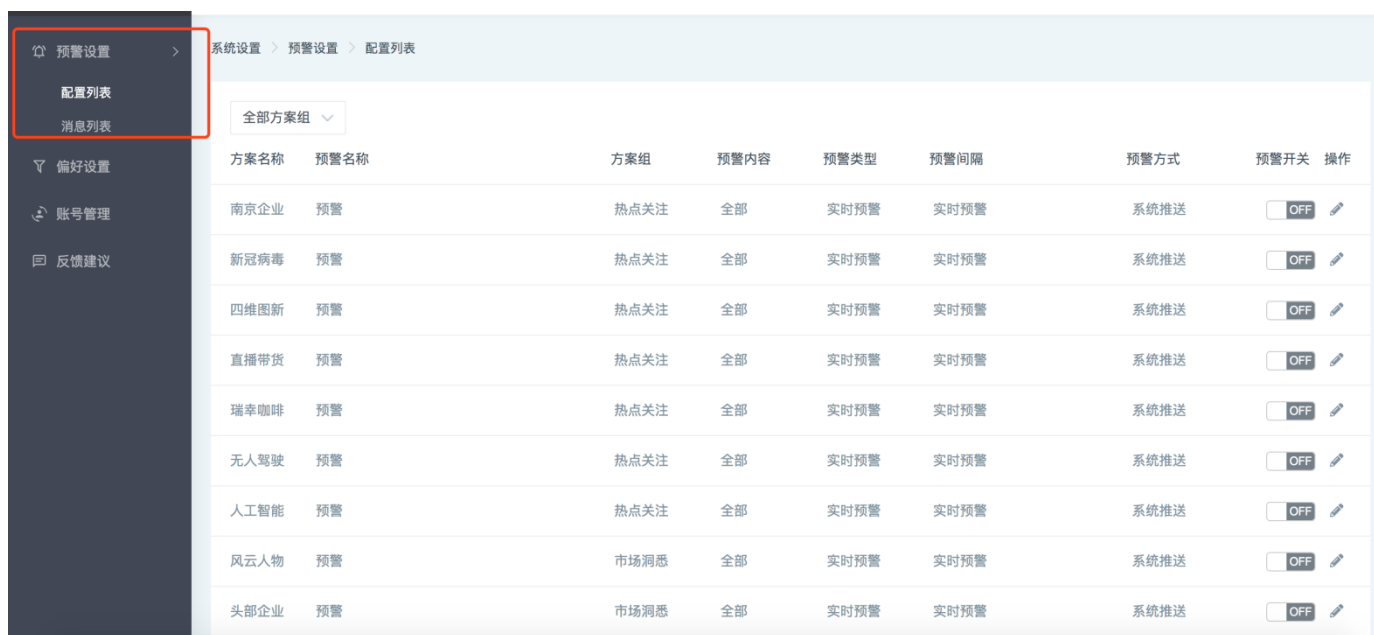 预警设置
配置列表
消息列表
偏好设置
账号管理
反馈建议
系统设置 > 预警设置 > 配置列表
全部方案组
方案名称 预警名称 方案组 预警内容 预警类型 预警间隔 预警方式 预警开关 操作
南京企业 预警 热点关注 全部 实时预警 实时预警 系统推送 OFF
新冠病毒 预警 热点关注 全部 实时预警 实时预警 系统推送 OFF
四维图新 预警 热点关注 全部 实时预警 实时预警 系统推送 OFF
直播带货 预警 热点关注 全部 实时预警 实时预警 系统推送 OFF
瑞幸咖啡 预警 热点关注 全部 实时预警 实时预警 系统推送 OFF
无人驾驶 预警 热点关注 全部 实时预警 实时预警 系统推送 OFF
人工智能 预警 热点关注 全部 实时预警 实时预警 系统推送 OFF
风云人物 预警 市场洞悉 全部 实时预警 实时预警 系统推送 OFF
头部企业 预警 市场洞悉 全部 实时预警 实时预警 系统推送 OFF